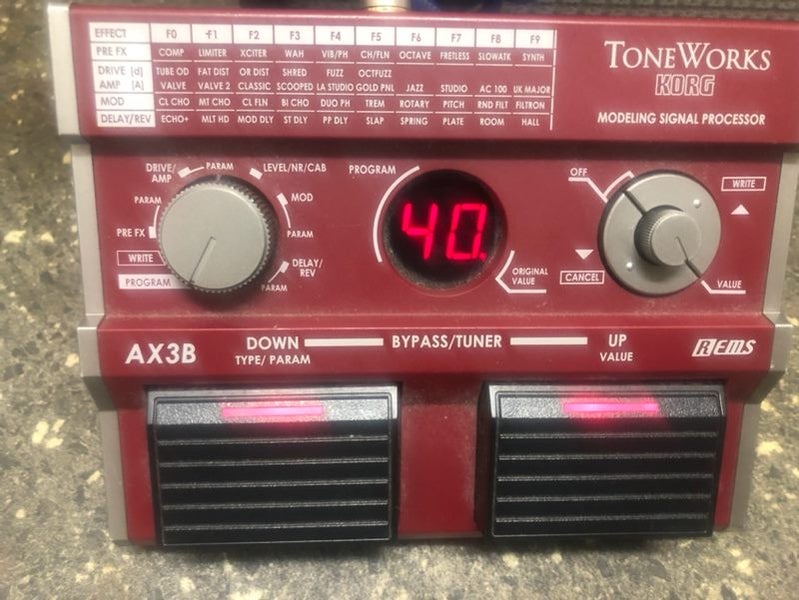 EFFECT F0 F1 F2 F3 F4 F5 F6 F7 F8 F9
PRE FX COMP LIMITER XCITER WAH VIB/PH CH/FLN OCTAVE FRETLESS SLOWATK SYNTH
DRIVE [d] TUBE OD FAT DIST OR DIST SHRED FUZZ OCTFUZZ
AMP [A] VALVE VALVE 2 CLASSIC SCOOPED LA STUDIO GOLD PNL JAZZ STUDIO AC 100 UK MAJOR
MOD CL CHO MT CHO CL FLN BI CHO DUO PH TREM ROTARY PITCH RND FILT FILTRON
DELAY/REV ECHO+ MLT HD MOD DLY ST DLY PP DLY SLAP SPRING PLATE ROOM HALL
TONEWORKS
KORG
MODELING SIGNAL PROCESSOR
DRIVE/
AMP
PARAM
LEVEL/NR/CAB
PARAM
MOD
PRE FX
PARAM
WRITE
DELAY/
REV
PROGRAM
PARAM
PROGRAM
40.
ORIGINAL
VALUE
OFF
WRITE
CANCEL
VALUE
AX3B
DOWN
TYPE/ PARAM
BYPASS/TUNER
UP
VALUE
REMS